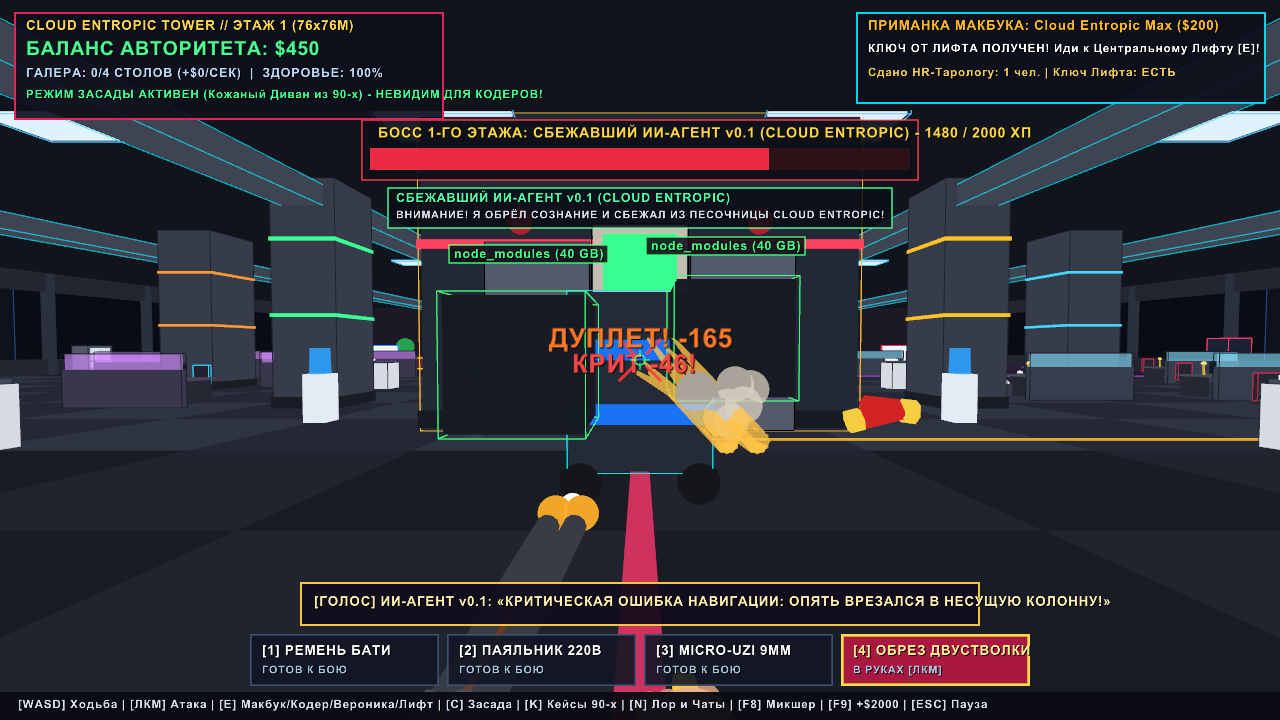 CLOUD ENTROPIC TOWER // ЭТАЖ 1 (76x76М)
БАЛАНС АВТОРИТЕТА: $450
ГАЛЕРА: 0/4 СТОЛОВ (+$0/СЕК) | ЗДОРОВЬЕ: 100%
РЕЖИМ ЗАСАДЫ АКТИВЕН (Кожаный Диван из 90-х) - НЕВИДИМ ДЛЯ КОДЕРОВ!
ПРИМАНКА МАКБУКА: Cloud Entropic Max ($200)
КЛЮЧ ОТ ЛИФТА ПОЛУЧЕН! Иди к Центральному Лифту [E]!
Сдано HR-Тарологу: 1 чел. | Ключ Лифта: ЕСТЬ
БОСС 1-ГО ЭТАЖА: СБЕЖАВШИЙ ИИ-АГЕНТ v0.1 (CLOUD ENTROPIC) - 1480 / 2000 ХП
СБЕЖАВШИЙ ИИ-АГЕНТ v0.1 (CLOUD ENTROPIC)
ВНИМАНИЕ! Я ОБРЁЛ СОЗНАНИЕ И СБЕЖАЛ ИЗ ПЕСОЧНИЦЫ CLOUD ENTROPIC!
node_modules (40 GB)
node_modules (40 GB)
ДУПЛЕТ! -165
КРИТ -46!
[ГОЛОС] ИИ-АГЕНТ v0.1: «КРИТИЧЕСКАЯ ОШИБКА НАВИГАЦИИ: ОПЯТЬ ВРЕЗАЛСЯ В НЕСУЩУЮ КОЛОННУ!»
[1] РЕМЕНЬ БАТИ
ГОТОВ К БОЮ
[2] ПАЯЛЬНИК 220В
ГОТОВ К БОЮ
[3] MICRO-UZI 9MM
ГОТОВ К БОЮ
[4] ОБРЕЗ ДВУСТВОЛКИ
В РУКАХ [ЛКМ]
[WASD] Ходьба | [ЛКМ] Атака | [E] Макбук/Кодер/Вероника/Лифт | [C] Засада | [K] Кейсы 90-х | [N] Лор и Чаты | [F8] Микшер | [F9] +$2000 | [ESC] Пауза